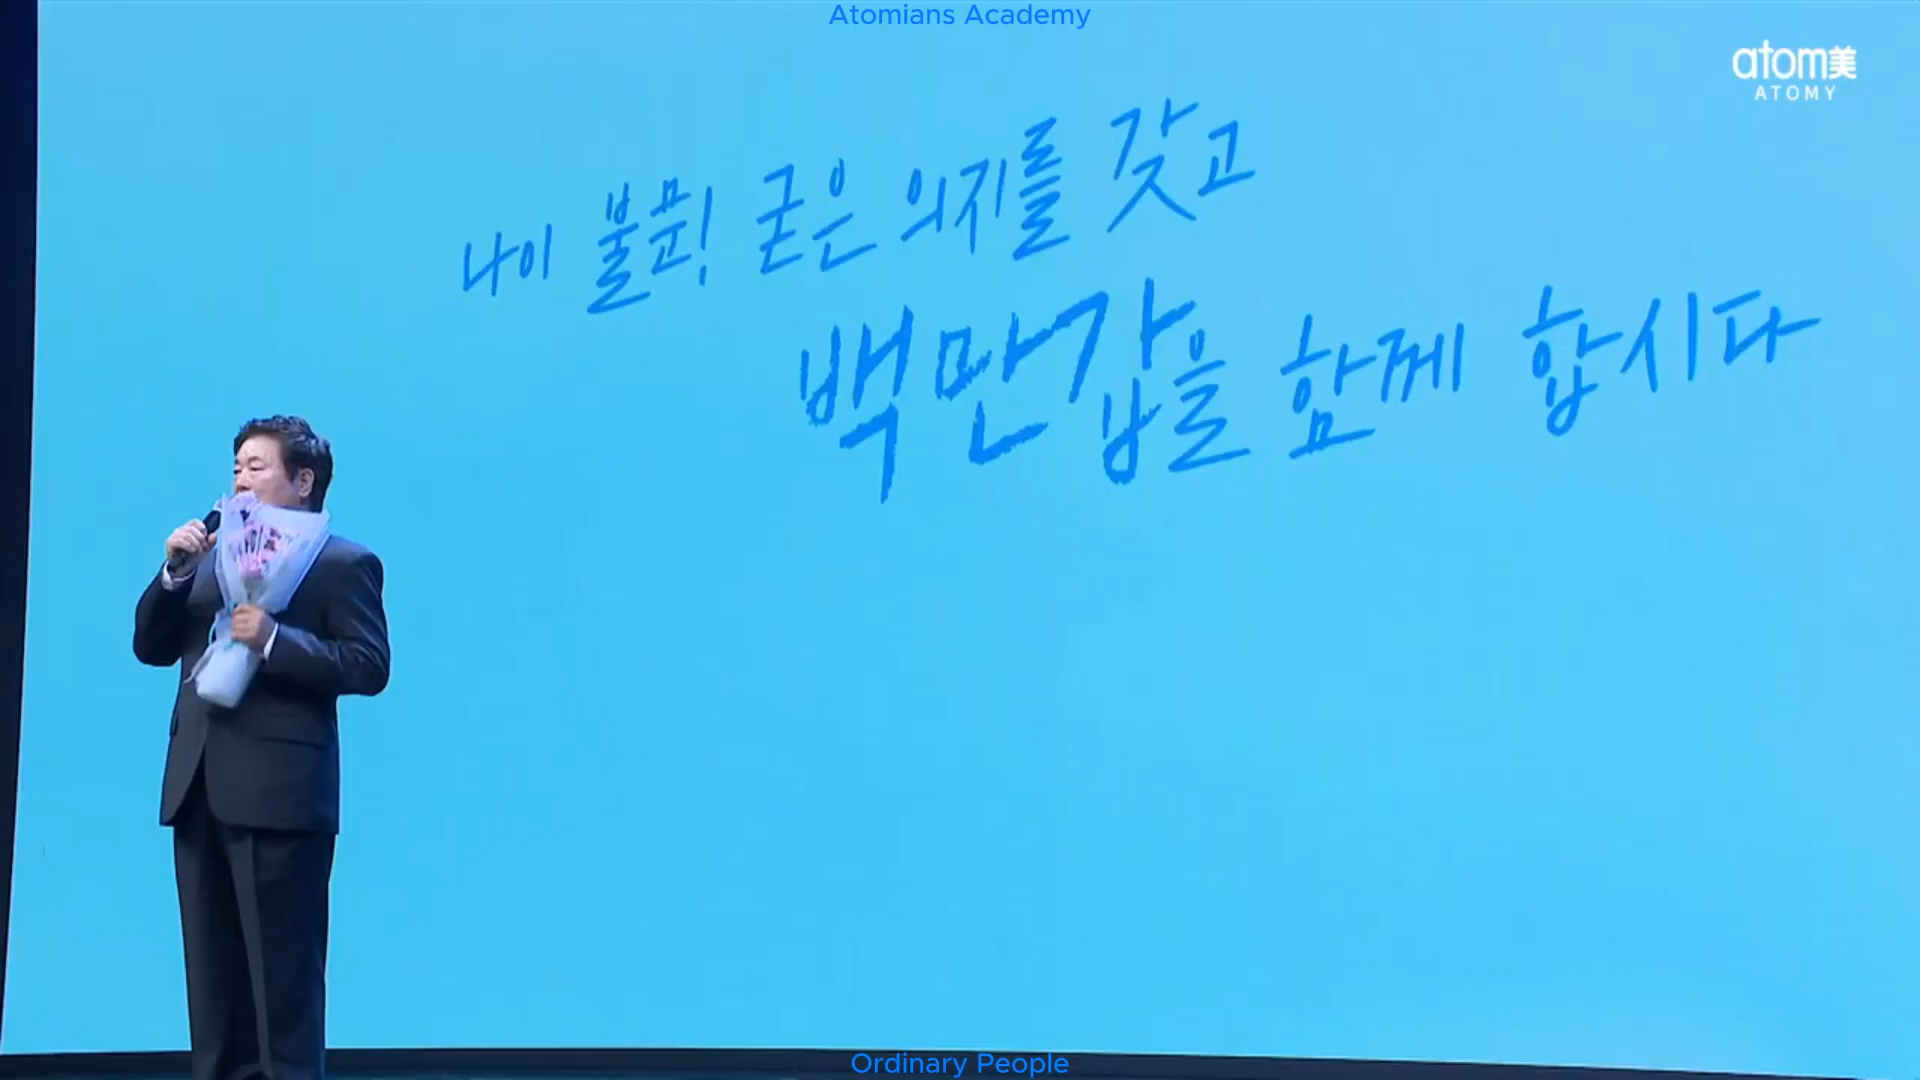 Atomians Academy
atom美
ATOMY
나이 불문! 굳은 의지를 갖고
백만갑을 함께 합시다
Ordinary People